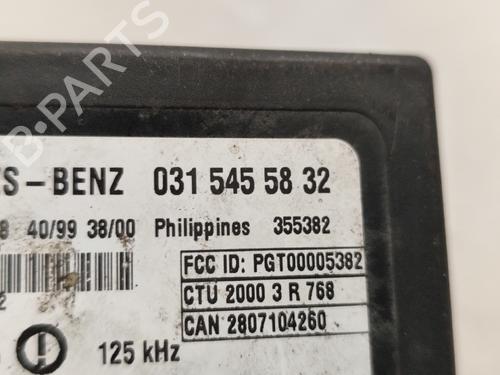 B-PARTS
ES-BENZ 031 545 58 32
8 40/99 38/00 Philippines 355382
FCC ID: PGT00005382
2
CTU 2000 3 R 768
CAN 2807104260
125 kHz